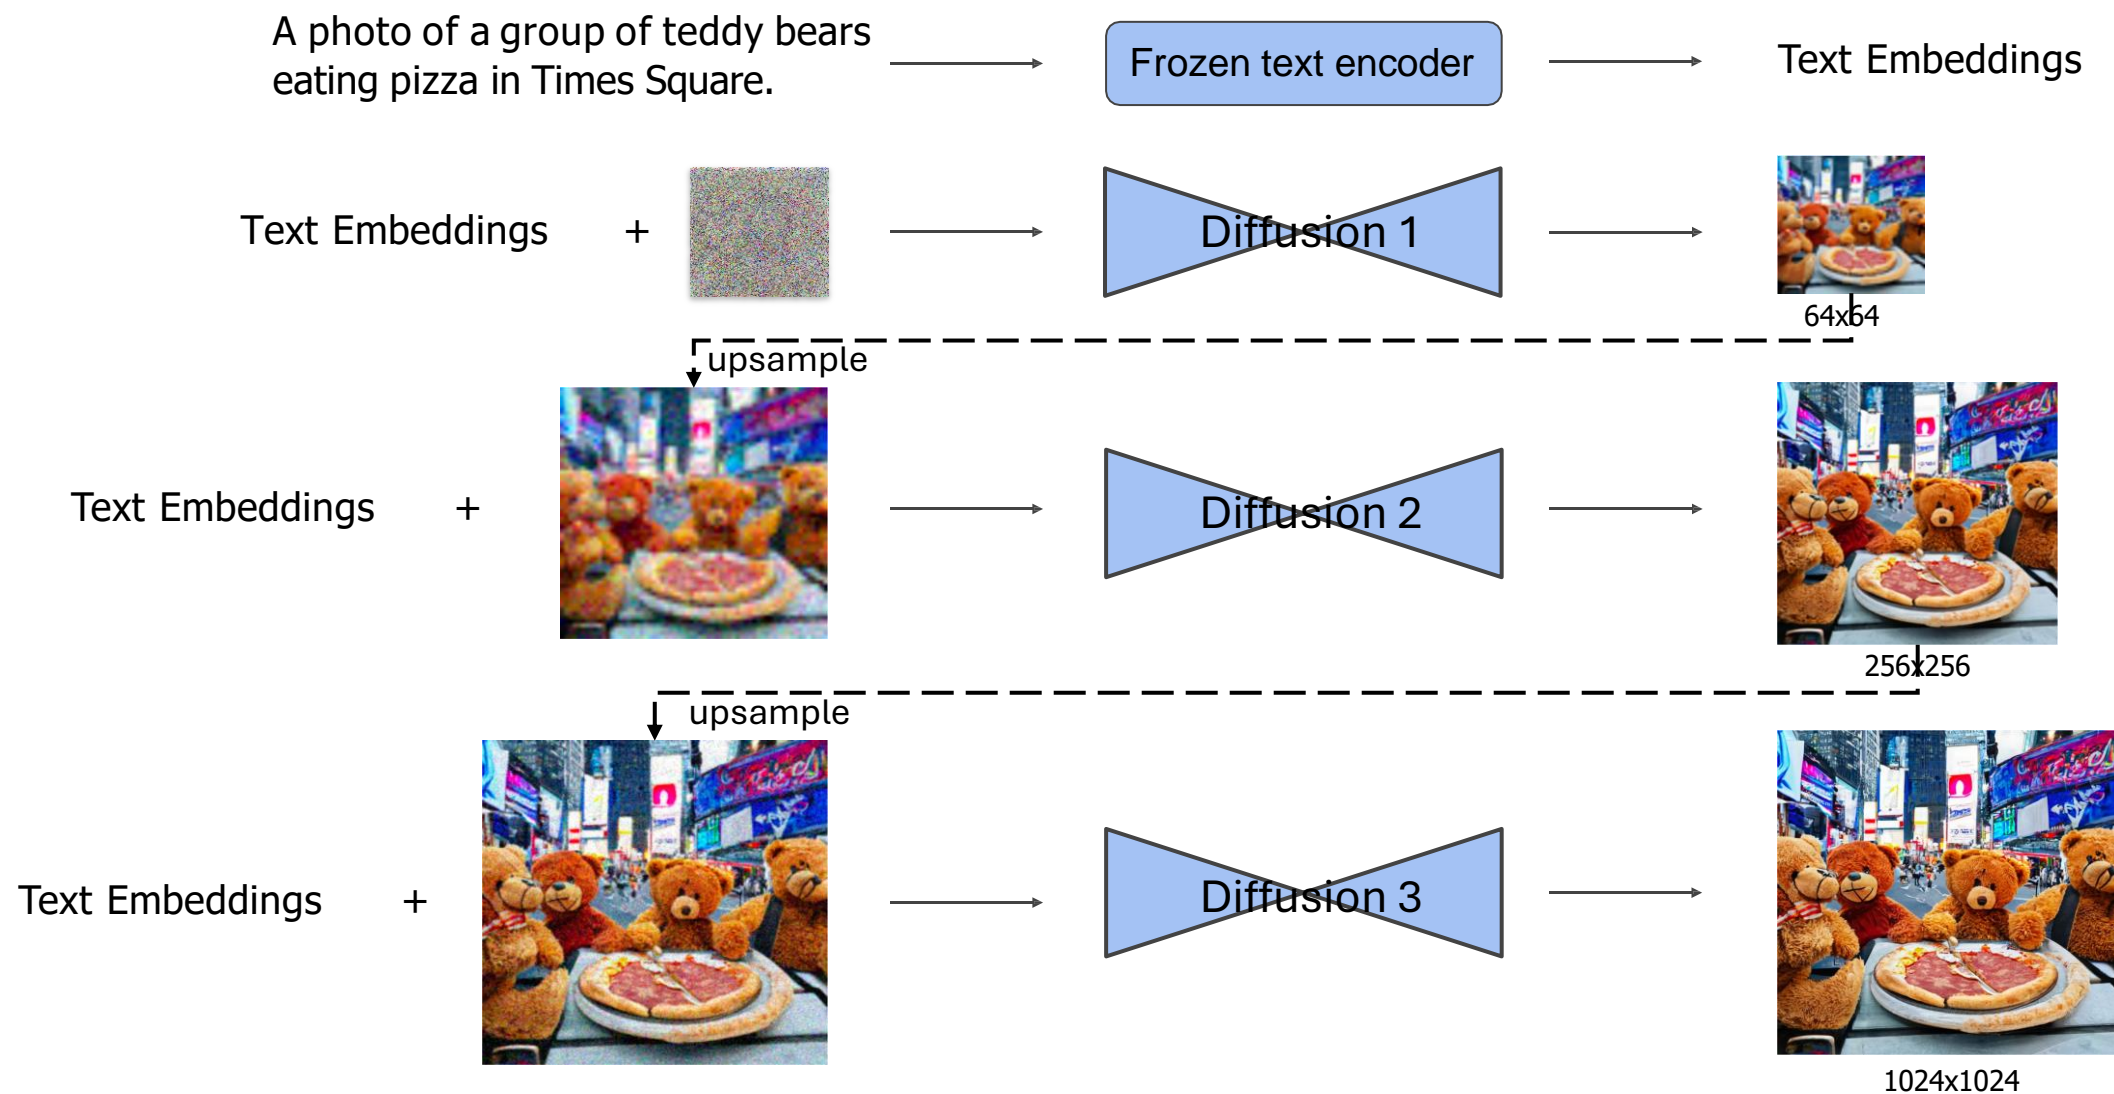 A photo of a group of teddy bears
eating pizza in Times Square.
Frozen text encoder
Text Embeddings
Text Embeddings
+
Diffusion 1
64x64
upsample
Text Embeddings
+
Diffusion 2
256x256
upsample
Text Embeddings
+
Diffusion 3
1024x1024